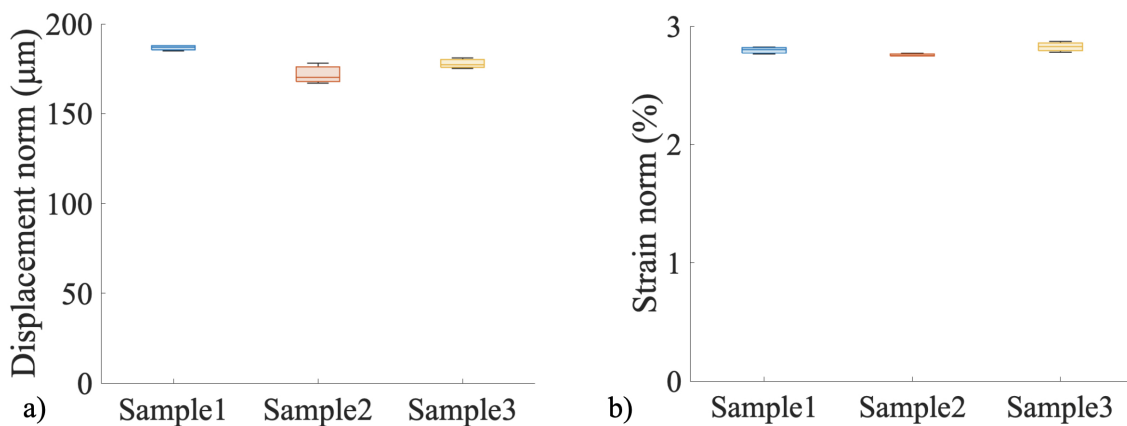 Displacement norm (μm)
200
150
100
50
0
Sample1 Sample2 Sample3
a)
Strain norm (%)
3
2
1
0
Sample1 Sample2 Sample3
b)